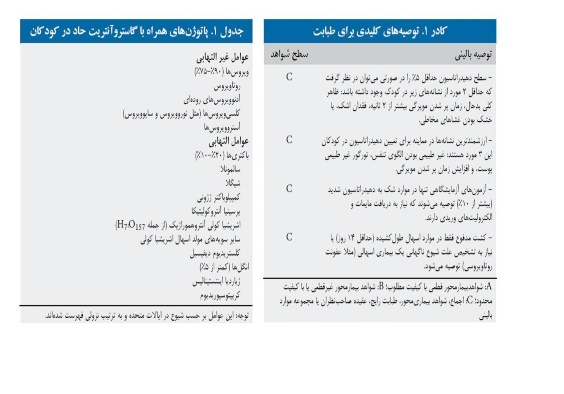 کادر ۱. توصیه‌های کلیدی برای طبابت
توصیه بالینی
سطح شواهد
- سطح دهیدراتاسیون حداقل ۵٪ را در صورتی می‌توان در نظر گرفت
که حداقل ۲ مورد از نشانه‌های زیر در کودک وجود داشته باشد: ظاهر
کلی بدحال، زمان پر شدن مویرگی بیشتر از ۲ ثانیه، فقدان اشک، یا
خشک بودن غشاهای مخاطی.
C
- ارزشمندترین نشانه‌ها در معاینه برای تعیین دهیدراتاسیون در کودکان
این ۳ مورد هستند: غیر طبیعی بودن الگوی تنفس، تورگور غیر طبیعی
پوست، و افزایش زمان پر شدن مویرگی.
C
- آزمون‌های آزمایشگاهی تنها در موارد شک به دهیدراتاسیون شدید
(بیشتر از ۱۰٪) توصیه می‌شوند که نیاز به دریافت مایعات و
الکترولیت‌های وریدی دارند.
C
- کشت مدفوع فقط در موارد اسهال طول‌کشیده (حداقل ۱۴ روز) یا
نیاز به تشخیص علت شیوع ناگهانی یک بیماری اسهالی (مثلا عفونت
روتاویروسی) توصیه می‌شود.
C
A: شواهد بیمارمحور قطعی با کیفیت مطلوب؛ B: شواهد بیمارمحور غیرقطعی یا با کیفیت
محدود؛ C: اجماع، شواهد بیماری‌محور، طبابت رایج، عقیده صاحب‌نظران یا مجموعه موارد
بالینی
جدول ۱. پاتوژن‌های همراه با گاستروآنتریت حاد در کودکان
عوامل غیر التهابی
ویروس‌ها (۹۰٪-۷۵٪)
روتاویروس
آدنوویروس‌های روده‌ای
کلسی‌ویروس‌ها (مثل نوروویروس و ساپوویروس)
آستروویروس‌ها
عوامل التهابی
باکتری‌ها (۲۰٪-۱۰٪)
سالمونلا
شیگلا
کمپیلوباکتر ژژونی
یرسینیا آنتروکولیتیکا
اشریشیا کولی آنتروهموراژیک (از جمله H7:O157)
سایر سویه‌های مولد اسهال اشریشیا کولی
کلستریدیوم دیفیسیل
انگل‌ها (کمتر از ۵٪)
ژیاردیا اینتستینالیس
کریپتوسپوریدیوم
توجه: این عوامل بر حسب شیوع در ایالات متحده و به ترتیب نزولی فهرست شده‌اند.